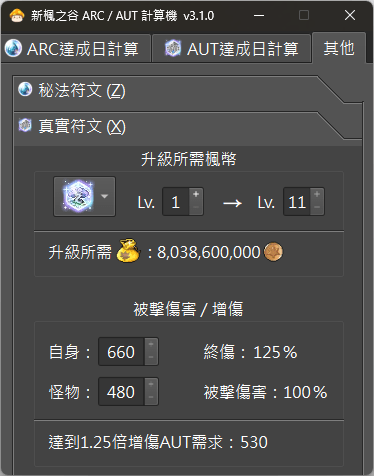 新楓之谷 ARC / AUT 計算機 v3.1.0
ARC達成日計算 AUT達成日計算 其他
秘法符文 (Z)
真實符文 (X)
升級所需楓幣
Lv. 1 → Lv. 11
升級所需 : 8,038,600,000
被擊傷害 / 增傷
自身 : 660 終傷 : 125%
怪物 : 480 被擊傷害 : 100%
達到1.25倍增傷AUT需求 : 530